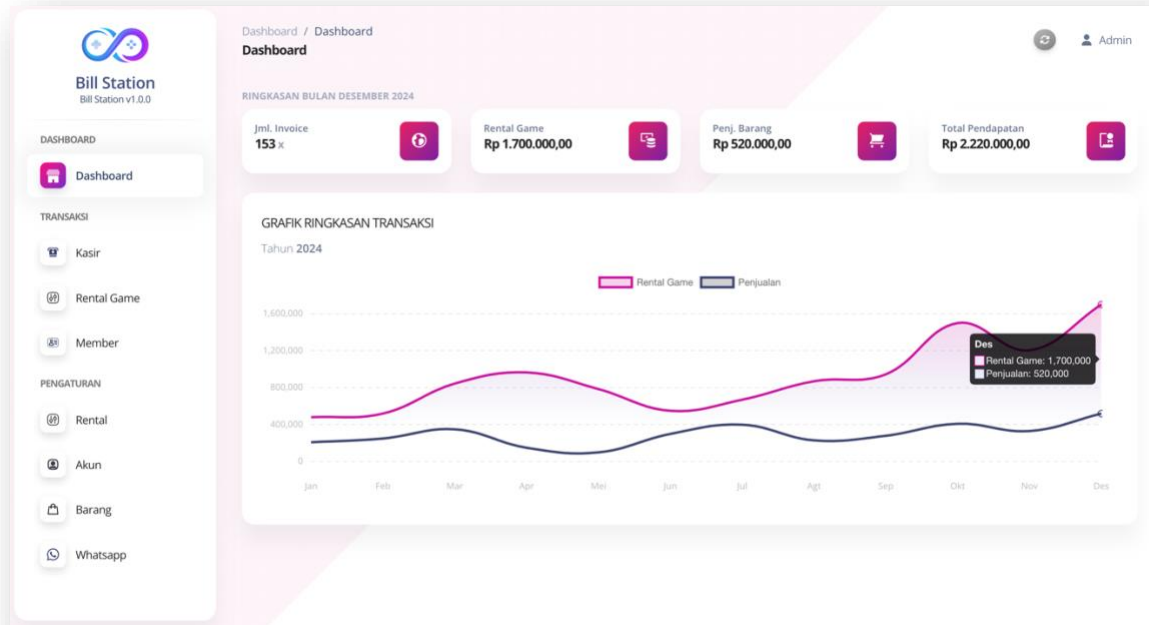 Bill Station
Bill Station v1.0.0
DASHBOARD
Dashboard
TRANSAKSI
Kasir
Rental Game
Member
PENGATURAN
Rental
Akun
Barang
Whatsapp
Dashboard / Dashboard
Dashboard
Admin
RINGKASAN BULAN DESEMBER 2024
Jml. Invoice
153 x
Rental Game
Rp 1.700.000,00
Penj. Barang
Rp 520.000,00
Total Pendapatan
Rp 2.220.000,00
GRAFIK RINGKASAN TRANSAKSI
Tahun 2024
Rental Game Penjualan
1,600,000
1,200,000
800,000
400,000
0
Des
Rental Game: 1,700,000
Penjualan: 520,000
Jan Feb Mar Apr Mei Jun Jul Agt Sep Okt Nov Des